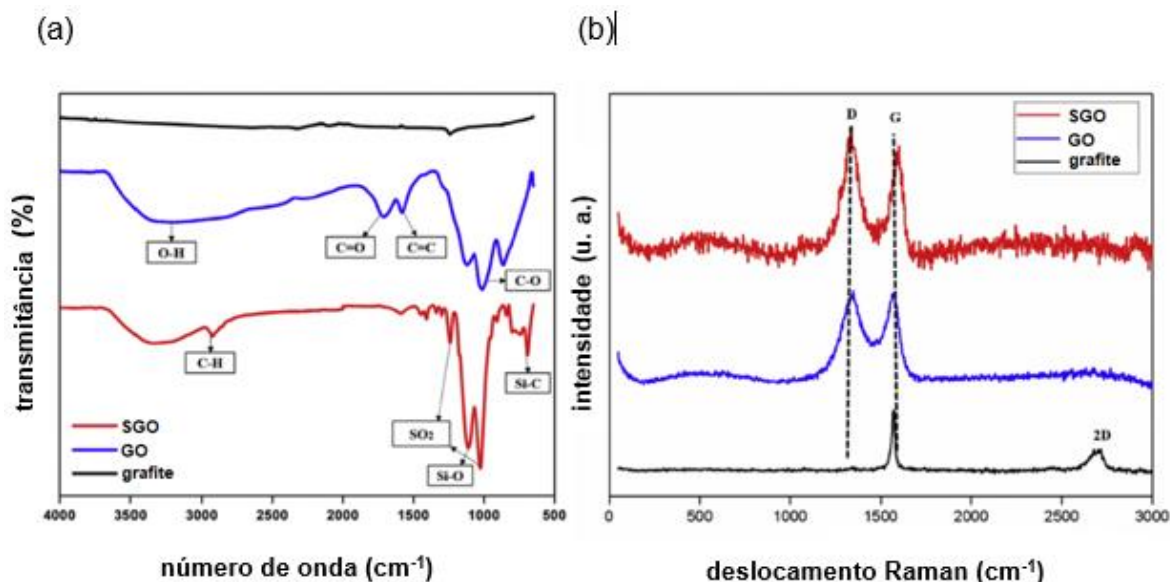 (a)
(b)
transmitância (%)
O-H
C=O
C=C
C-O
C-H
Si-C
SO₂
Si-O
SGO
GO
grafite
4000 3500 3000 2500 2000 1500 1000 500
número de onda (cm⁻¹)
intensidade (u. a.)
D
G
SGO
GO
grafite
2D
0 500 1000 1500 2000 2500 3000
deslocamento Raman (cm⁻¹)